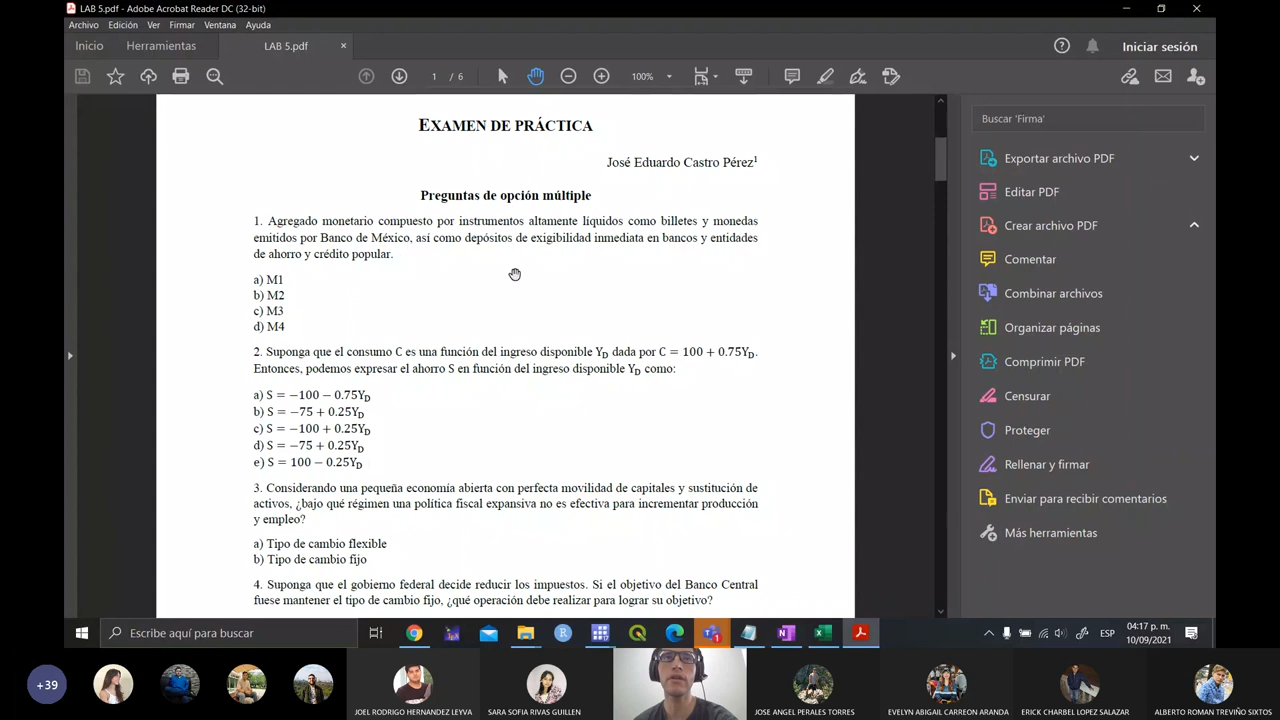 LAB 5.pdf - Adobe Acrobat Reader DC (32-bit)
Archivo Edición Ver Firmar Ventana Ayuda
Inicio Herramientas LAB 5.pdf × Iniciar sesión
1 / 6 100%
EXAMEN DE PRÁCTICA
José Eduardo Castro Pérez1
Preguntas de opción múltiple
1. Agregado monetario compuesto por instrumentos altamente líquidos como billetes y monedas
emitidos por Banco de México, así como depósitos de exigibilidad inmediata en bancos y entidades
de ahorro y crédito popular.
a) M1
b) M2
c) M3
d) M4
2. Suponga que el consumo C es una función del ingreso disponible YD dada por C = 100 + 0.75YD.
Entonces, podemos expresar el ahorro S en función del ingreso disponible YD como:
a) S = −100 − 0.75YD
b) S = −75 + 0.25YD
c) S = −100 + 0.25YD
d) S = −75 + 0.25YD
e) S = 100 − 0.25YD
3. Considerando una pequeña economía abierta con perfecta movilidad de capitales y sustitución de
activos, ¿bajo qué régimen una política fiscal expansiva no es efectiva para incrementar producción
y empleo?
a) Tipo de cambio flexible
b) Tipo de cambio fijo
4. Suponga que el gobierno federal decide reducir los impuestos. Si el objetivo del Banco Central
fuese mantener el tipo de cambio fijo, ¿qué operación debe realizar para lograr su objetivo?
Buscar 'Firma'
Exportar archivo PDF
Editar PDF
Crear archivo PDF
Comentar
Combinar archivos
Organizar páginas
Comprimir PDF
Censurar
Proteger
Rellenar y firmar
Enviar para recibir comentarios
Más herramientas
Escribe aquí para buscar
ESP
04:17 p. m.
10/09/2021
+39
JOEL RODRIGO HERNANDEZ LEYVA
SARA SOFIA RIVAS GUILLEN
JOSE ANGEL PERALES TORRES
EVELYN ABIGAIL CARREON ARANDA
ERICK CHARBEL LOPEZ SALAZAR
ALBERTO ROMAN TREVIÑO SIXTOS